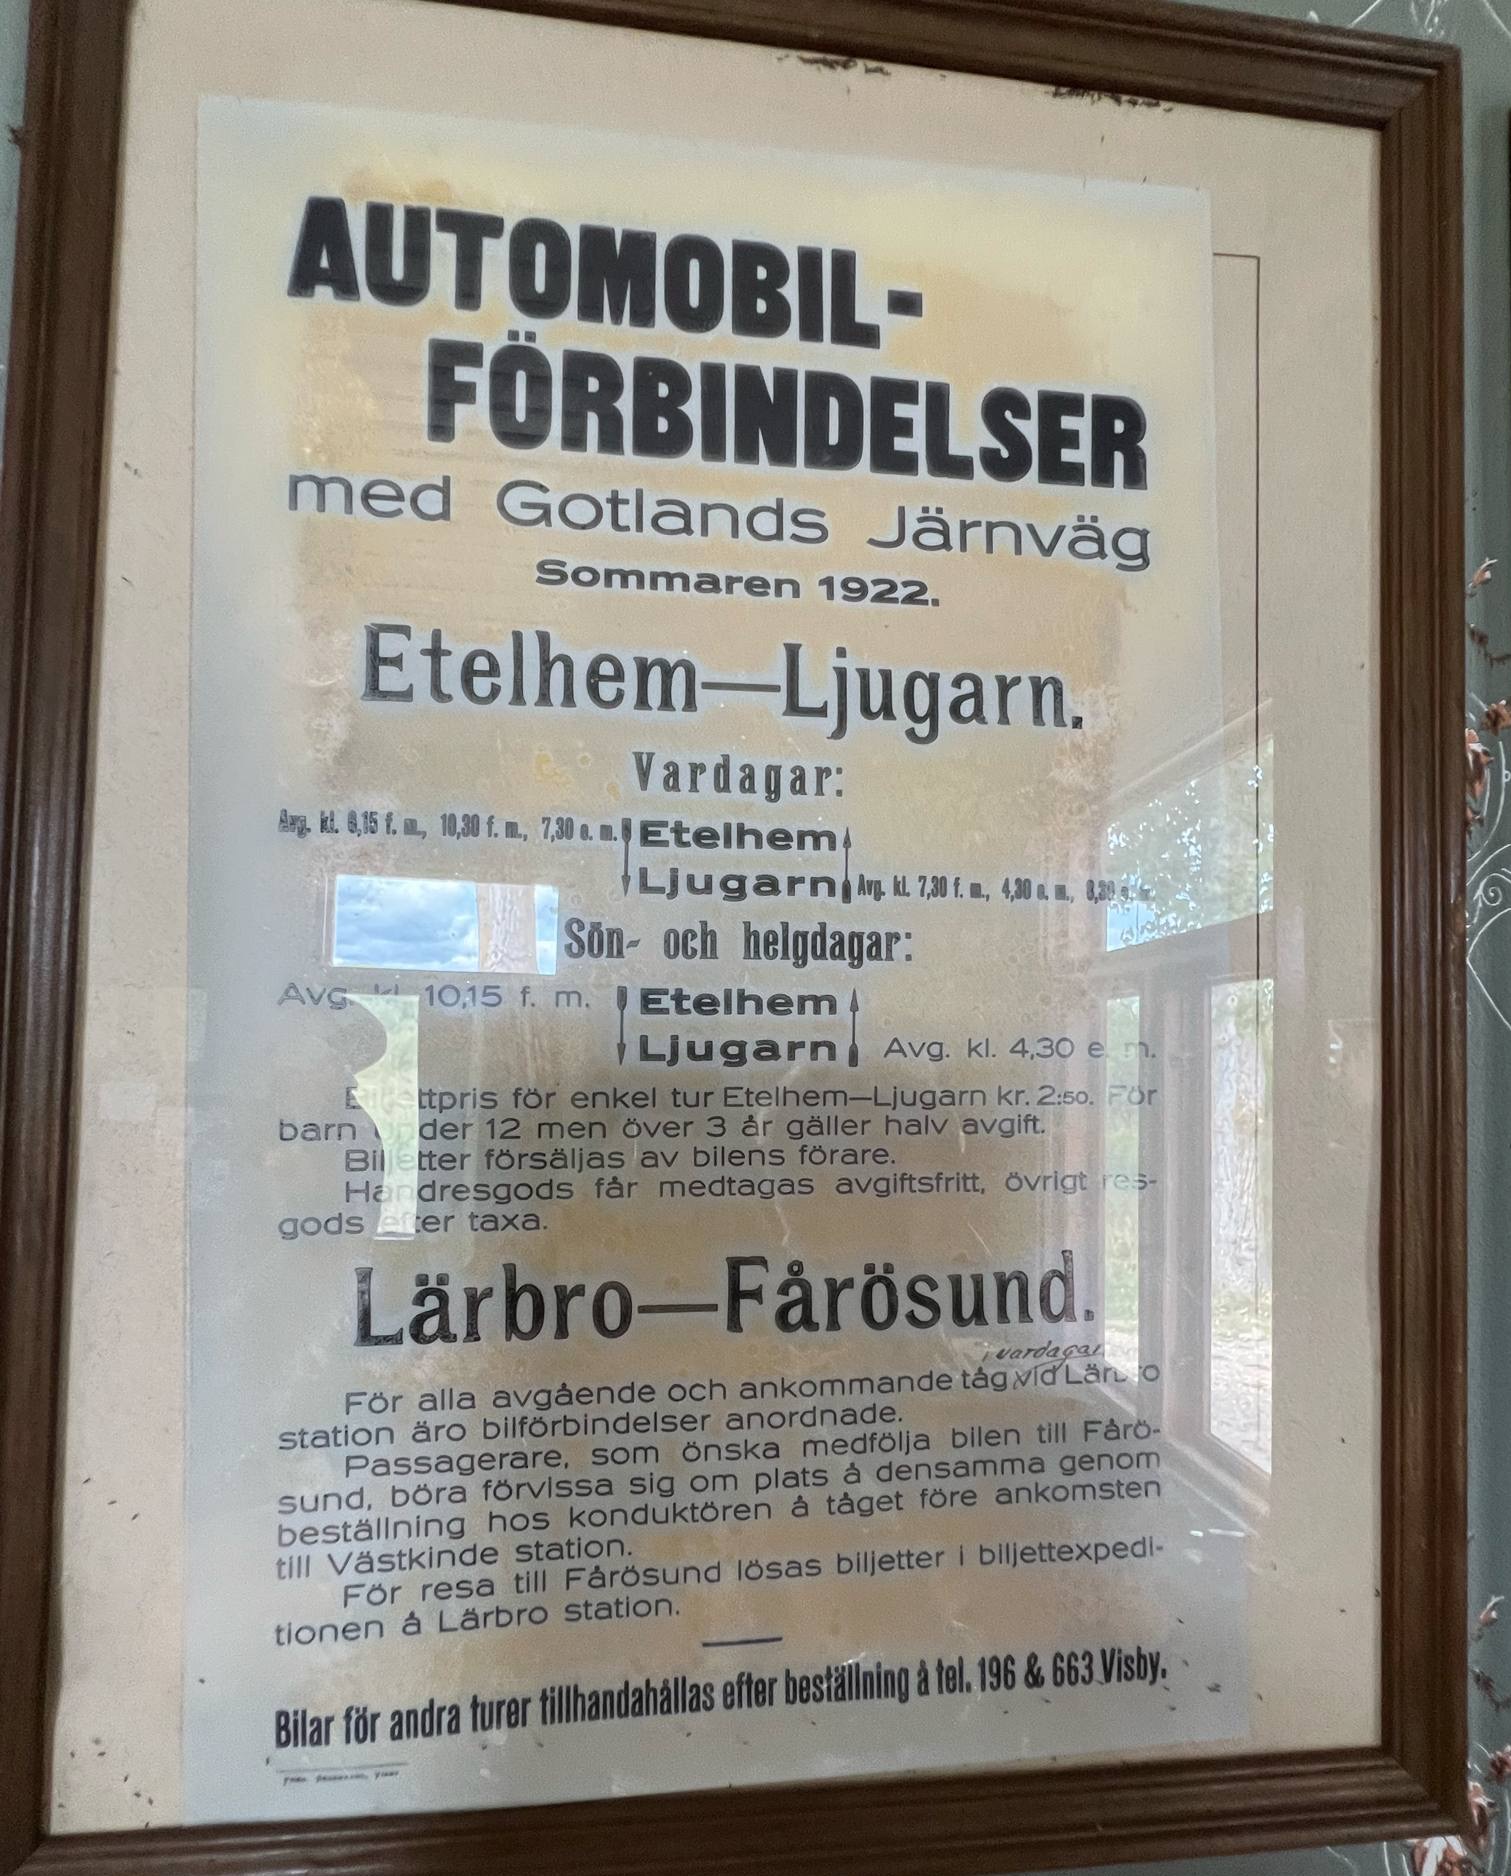 AUTOMOBIL-
FÖRBINDELSER
med Gotlands Järnväg
Sommaren 1922.
Etelhem—Ljugarn.
Vardagar:
Avg. kl. 6,15 f. m., 10,30 f. m., 7,30 e. m. Etelhem
Ljugarn Avg. kl. 7,30 f. m., 4,30 e. m., 8,30 e. m.
Sön- och helgdagar:
Avg. kl. 10,15 f. m. Etelhem
Ljugarn Avg. kl. 4,30 e. m.
Biljettpris för enkel tur Etelhem—Ljugarn kr. 2:50. För
barn under 12 men över 3 år gäller halv avgift.
Biljetter försäljas av bilens förare.
Handresgods får medtagas avgiftsfritt, övrigt res-
gods efter taxa.
Lärbro—Fårösund.
i vardagar
För alla avgående och ankommande tåg vid Lärbro
station äro bilförbindelser anordnade.
Passagerare, som önska medfölja bilen till Fårö-
sund, böra förvissa sig om plats å densamma genom
beställning hos konduktören å tåget före ankomsten
till Västkinde station.
För resa till Fårösund lösas biljetter i biljettexpedi-
tionen å Lärbro station.
Bilar för andra turer tillhandahållas efter beställning å tel. 196 & 663 Visby.